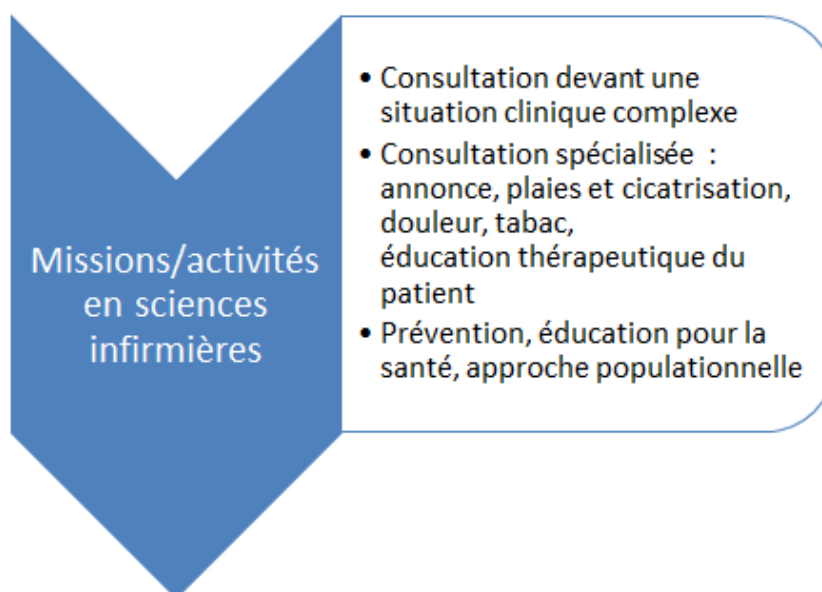 Missions/activités
en sciences
infirmières
• Consultation devant une
situation clinique complexe
• Consultation spécialisée :
annonce, plaies et cicatrisation,
douleur, tabac,
éducation thérapeutique du
patient
• Prévention, éducation pour la
santé, approche populationnelle